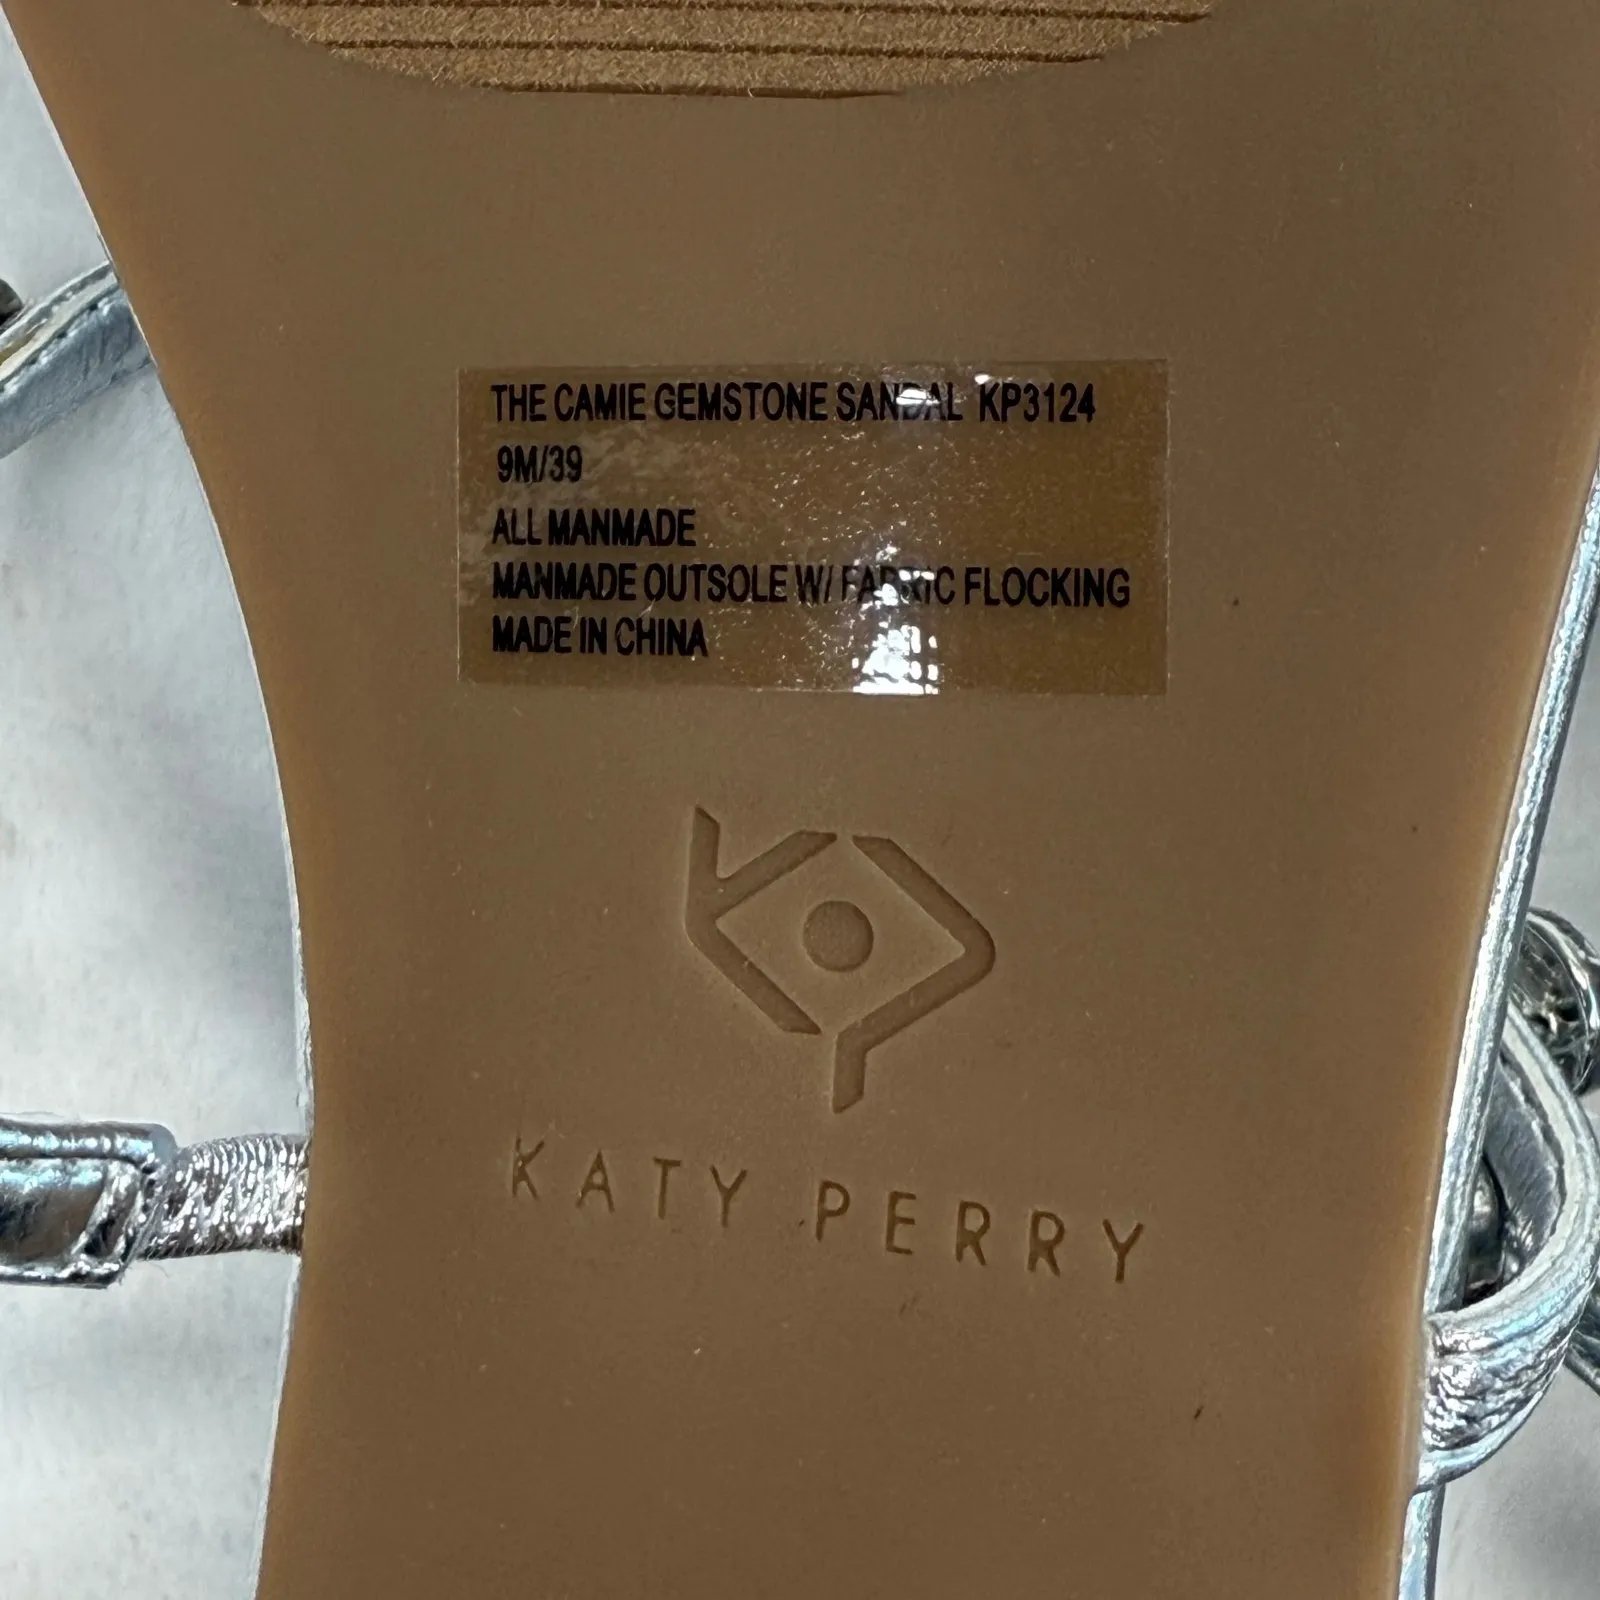 THE CAMIE GEMSTONE SANDAL KP3124
9M/39
ALL MANMADE
MANMADE OUTSOLE W/ FABRIC FLOCKING
MADE IN CHINA
KATY PERRY